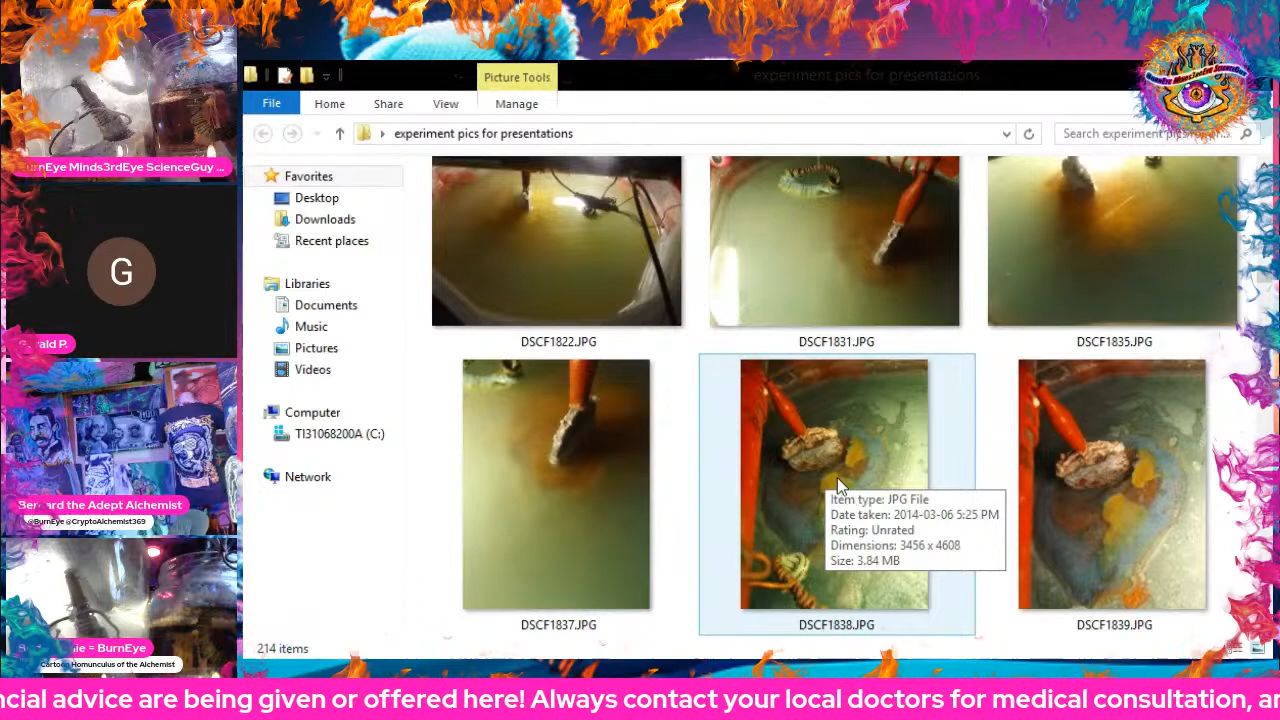 Picture Tools
experiment pics for presentations
File
Home
Share
View
Manage
experiment pics for presentations
Search experiment
Favorites
Desktop
Downloads
Recent places
Libraries
Documents
Music
Pictures
Videos
Computer
TI31068200A (C:)
Network
DSCF1822.JPG
DSCF1831.JPG
DSCF1835.JPG
Item type: JPG File
Date taken: 2014-03-06 5:25 PM
Rating: Unrated
Dimensions: 3456 x 4608
Size: 3.84 MB
DSCF1837.JPG
DSCF1838.JPG
DSCF1839.JPG
214 items
Minds3rdEye ScienceGuy ...
G
P.
Bernard the Adept Alchemist
@BurnEye @CryptoAlchemist369
= BurnEye
Cartoon Homunculus of the Alchemist
ncial advice are being given or offered here! Always contact your local doctors for medical consultation, a